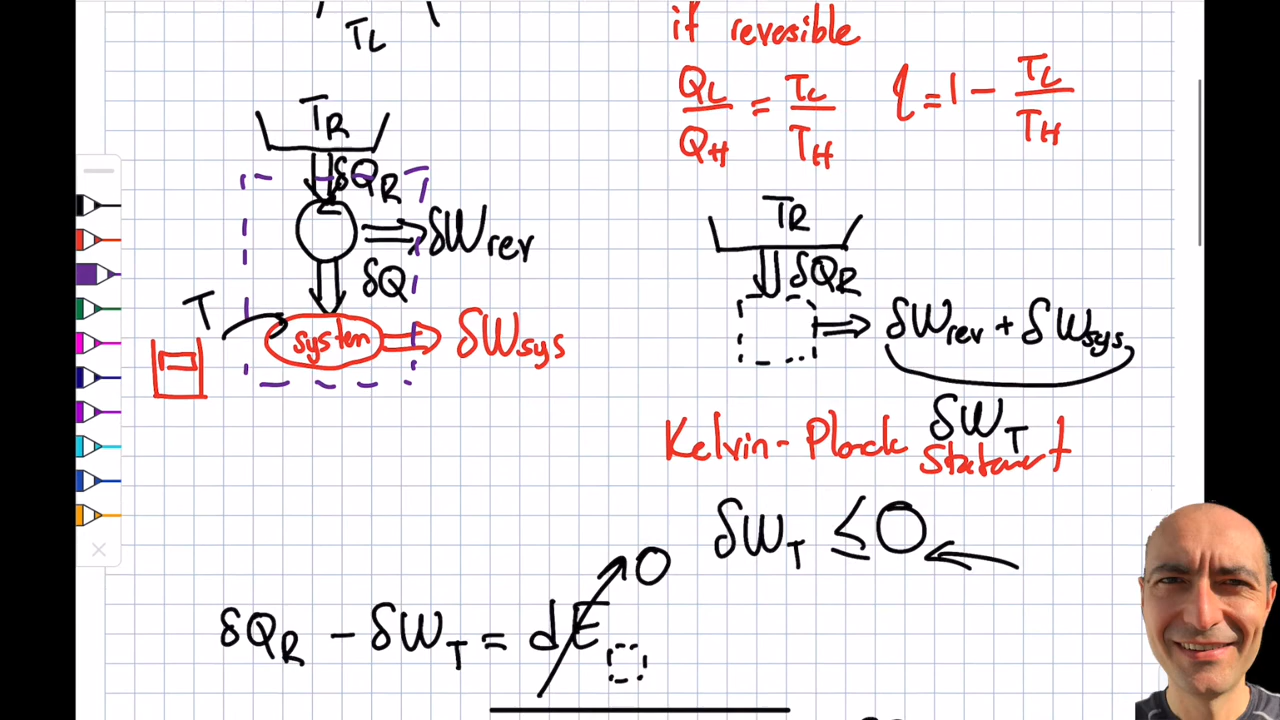 T_L
if revesible
Q_L/Q_H = T_L/T_H
η = 1 - T_L/T_H
T_R
δQ_R
δW_rev
δQ
T
system
δW_sys
T_R
δQ_R
δW_rev + δW_sys
δW_T
Kelvin-Plack Statement
δW_T ≤ 0
0
δQ_R - δW_T = dE